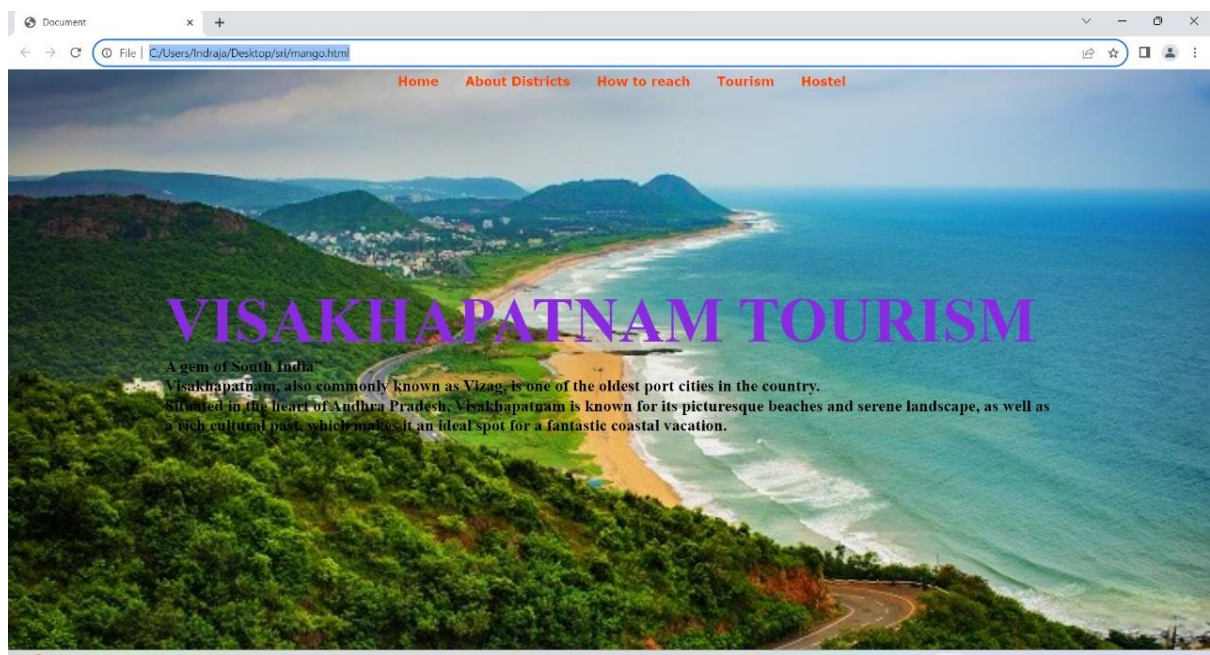 Document
File | C:/Users/Indraja/Desktop/sri/mango.html
Home About Districts How to reach Tourism Hostel
VISAKHAPATNAM TOURISM
A gem of South India"
Visakhapatnam, also commonly known as Vizag, is one of the oldest port cities in the country.
Situated in the heart of Andhra Pradesh, Visakhapatnam is known for its picturesque beaches and serene landscape, as well as
a rich cultural past, which makes it an ideal spot for a fantastic coastal vacation.